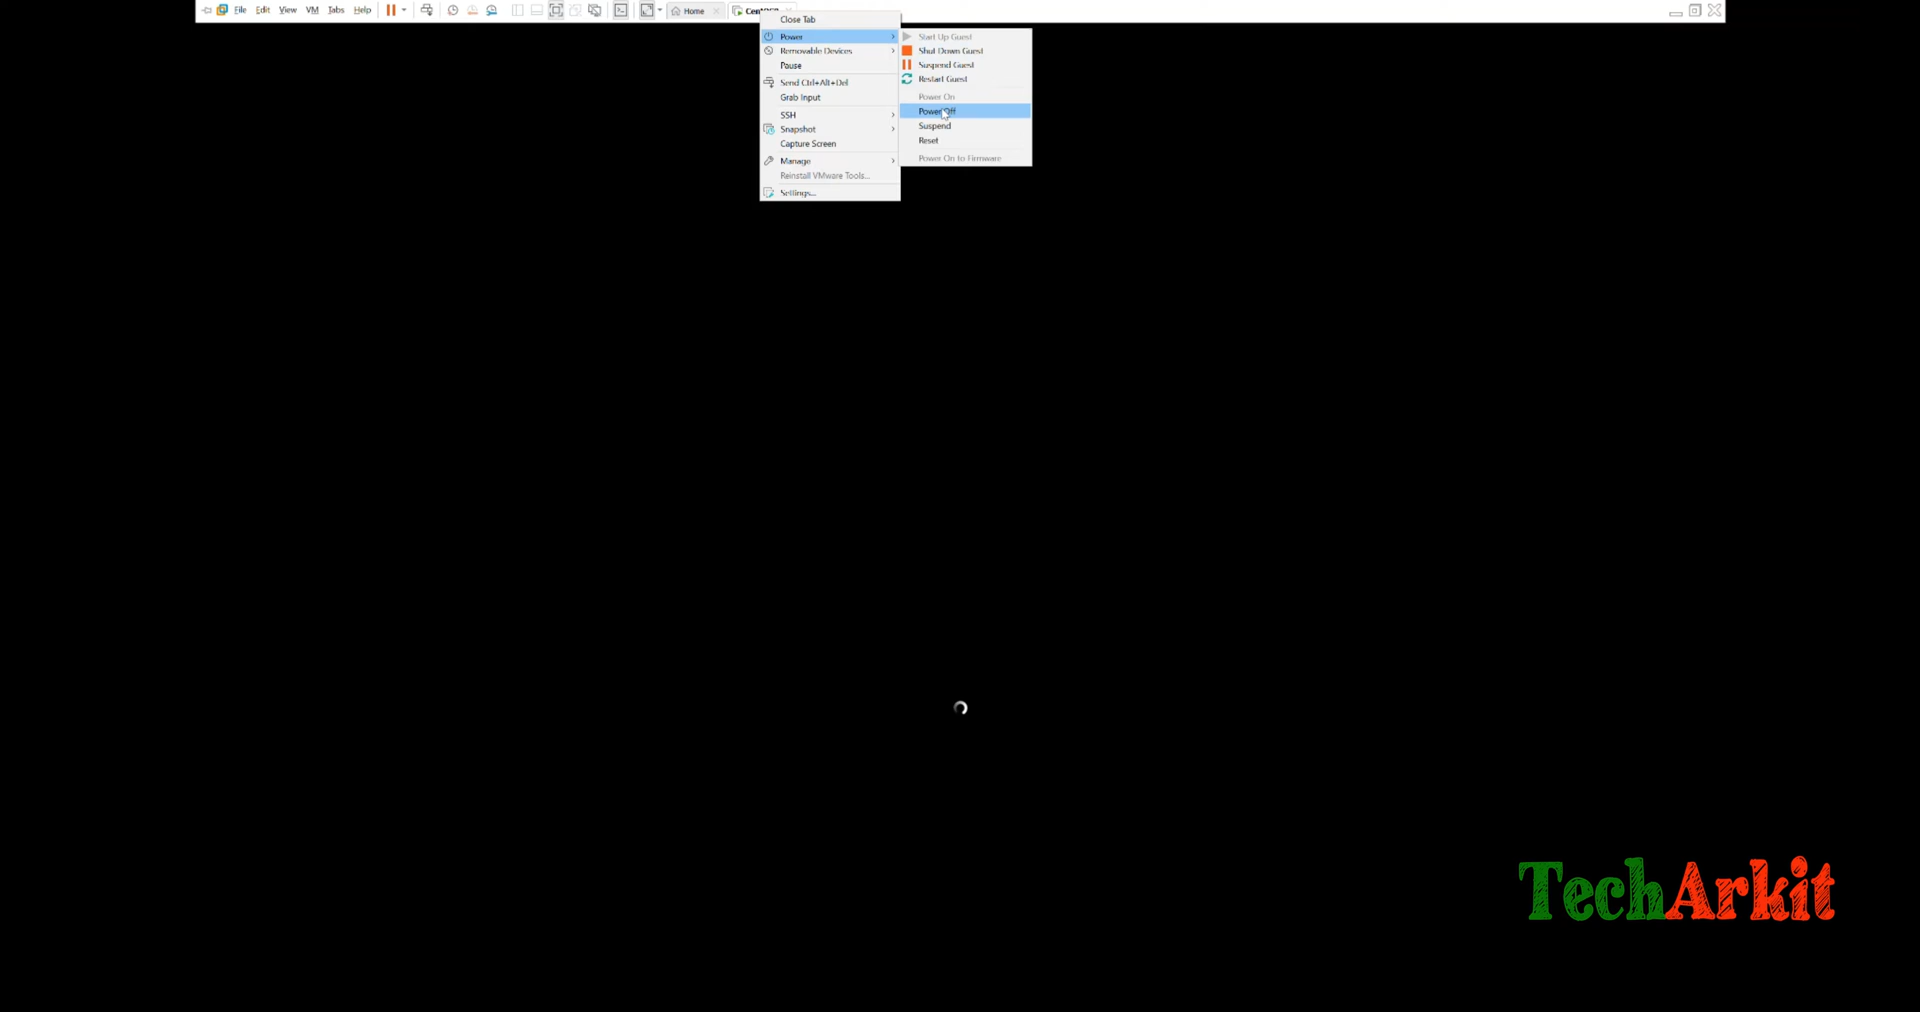 File Edit View VM Tabs Help Home
Close Tab
Power
Removable Devices
Pause
Send Ctrl+Alt+Del
Grab Input
SSH
Snapshot
Capture Screen
Manage
Reinstall VMware Tools...
Settings...
Start Up Guest
Shut Down Guest
Suspend Guest
Restart Guest
Power On
Power Off
Suspend
Reset
Power On to Firmware
TechArkit